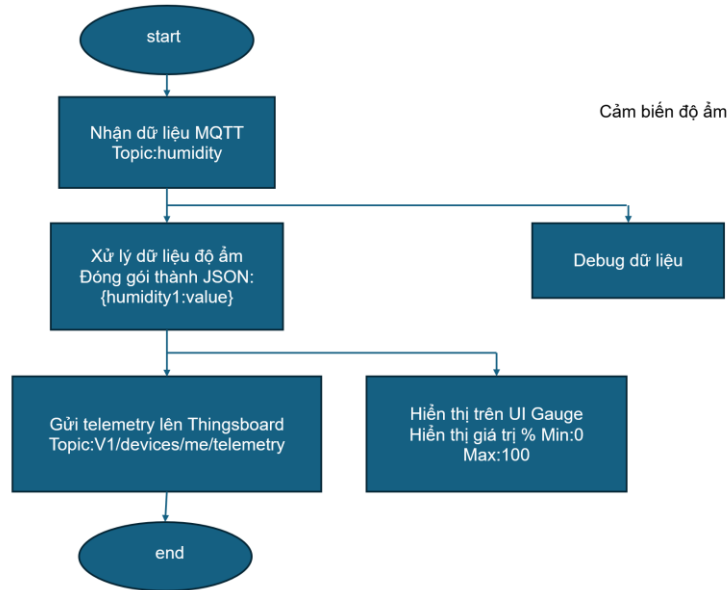 start
Cảm biến độ ẩm
Nhận dữ liệu MQTT
Topic:humidity
Xử lý dữ liệu độ ẩm
Đóng gói thành JSON:
{humidity1:value}
Debug dữ liệu
Gửi telemetry lên Thingsboard
Topic:V1/devices/me/telemetry
Hiển thị trên UI Gauge
Hiển thị giá trị % Min:0
Max:100
end